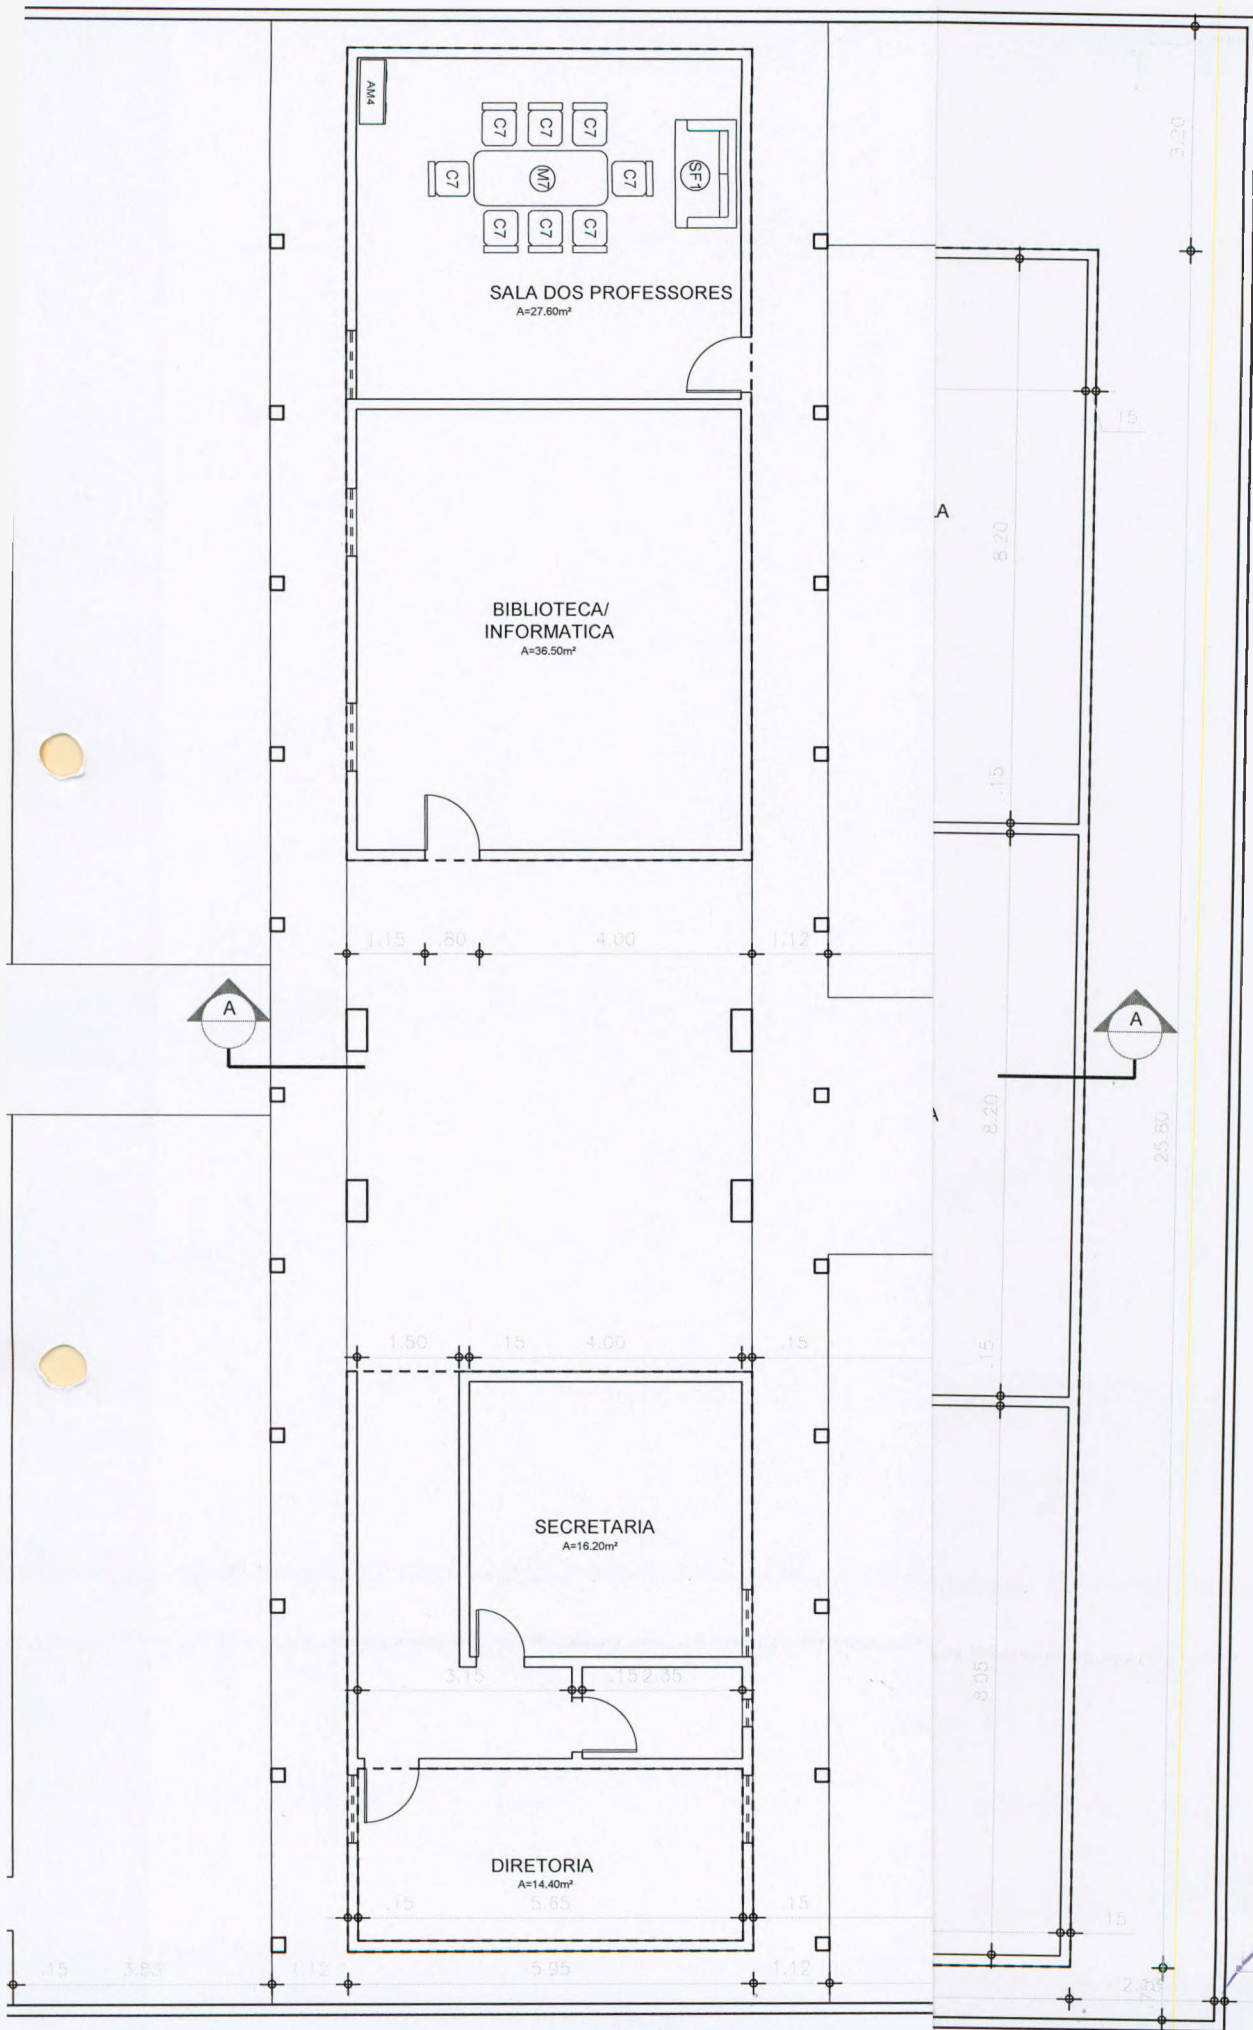 AM4
C7
C7
C7
C7
M7
C7
SF1
C7
C7
C7
3.20
SALA DOS PROFESSORES
A=27.60m²
.15
A
8.20
BIBLIOTECA/
INFORMATICA
A=36.50m²
.15
1.15
.80
4.00
1.12
A
A
8.20
A
25.80
1.50
.15
4.00
.15
.15
SECRETARIA
A=16.20m²
3.15
.15
2.35
8.05
DIRETORIA
A=14.40m²
.15
5.65
.15
.15
.15
3.83
1.12
5.95
1.12